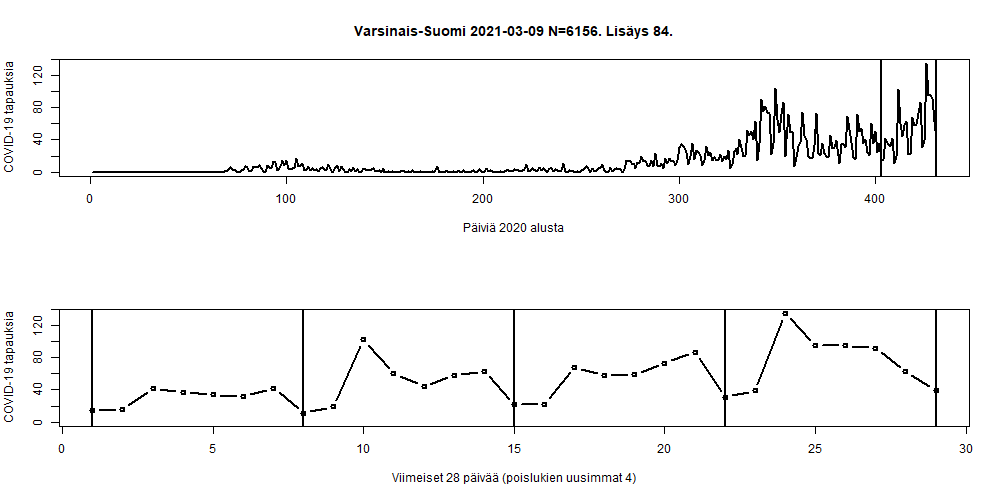 Varsinais-Suomi 2021-03-09 N=6156. Lisäys 84.
COVID-19 tapauksia
0 40 80 120
0 100 200 300 400
Päiviä 2020 alusta
COVID-19 tapauksia
0 40 80 120
0 5 10 15 20 25 30
Viimeiset 28 päivää (poislukien uusimmat 4)